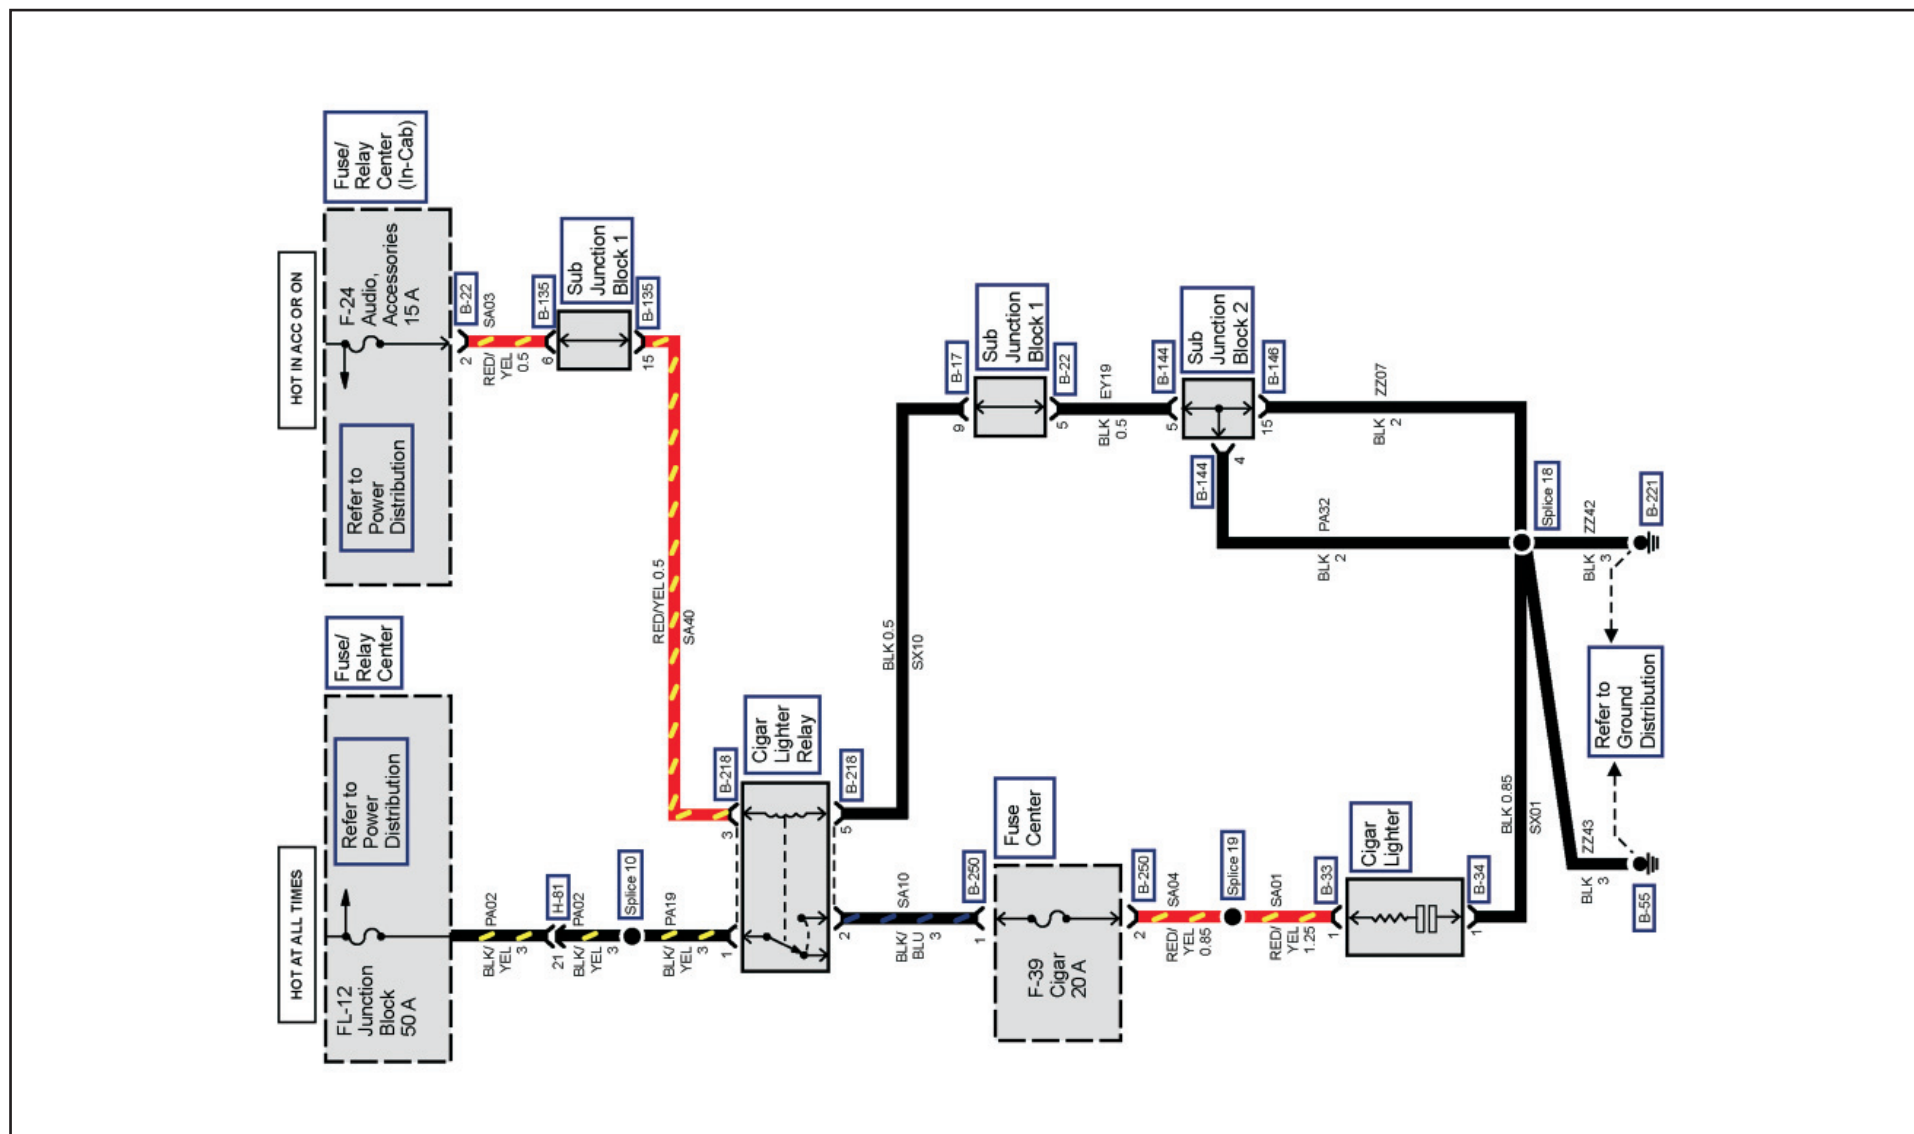 HOT AT ALL TIMES
HOT IN ACC OR ON
FL-12
Junction
Block
50 A
Refer to
Power
Distribution
Fuse/
Relay
Center
Refer to
Power
Distribution
F-24
Audio,
Accessories
15 A
Fuse/
Relay
Center
(In-Cab)
BLK/
YEL
3
PA02
2
B-22
RED/
YEL
0.5
SA03
21
H-81
6
B-135
Sub
Junction
Block 1
BLK/
YEL
3
PA02
Splice 10
15
B-135
BLK/
YEL
3
PA19
RED/YEL 0.5
SA40
1
3
B-218
Cigar
Lighter
Relay
2
5
B-218
BLK/
BLU
3
SA10
BLK 0.5
SX10
1
B-250
9
B-17
Sub
Junction
Block 1
F-39
Cigar
20 A
Fuse
Center
5
B-22
BLK
0.5
EY19
2
B-250
5
B-144
Sub
Junction
Block 2
RED/
YEL
0.85
SA04
B-144
4
15
B-146
Splice 19
RED/
YEL
1.25
SA01
1
B-33
Cigar
Lighter
BLK
2
PA32
BLK
2
ZZ07
1
B-34
BLK 0.85
SX01
Splice 18
BLK
3
ZZ43
BLK
3
ZZ42
Refer to
Ground
Distribution
B-55
B-221